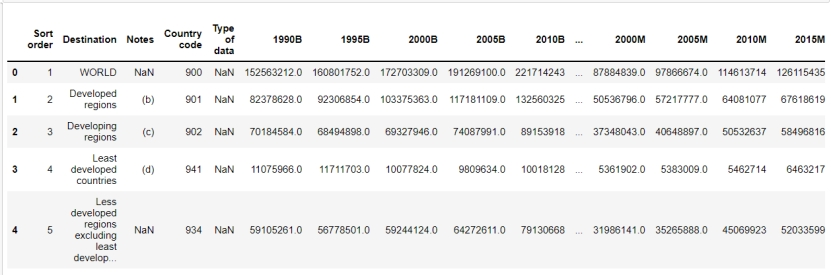 Sort order Destination Notes Country code Type of data 1990B 1995B 2000B 2005B 2010B ... 2000M 2005M 2010M 2015M
0 1 WORLD NaN 900 NaN 152563212.0 160801752.0 172703309.0 191269100.0 221714243 ... 87884839.0 97866674.0 114613714 126115435
1 2 Developed regions (b) 901 NaN 82378628.0 92306854.0 103375363.0 117181109.0 132560325 ... 50536796.0 57217777.0 64081077 67618619
2 3 Developing regions (c) 902 NaN 70184584.0 68494898.0 69327946.0 74087991.0 89153918 ... 37348043.0 40648897.0 50532637 58496816
3 4 Least developed countries (d) 941 NaN 11075966.0 11711703.0 10077824.0 9809634.0 10018128 ... 5361902.0 5383009.0 5462714 6463217
4 5 Less developed regions excluding least develop... NaN 934 NaN 59105261.0 56778501.0 59244124.0 64272611.0 79130668 ... 31986141.0 35265888.0 45069923 52033599